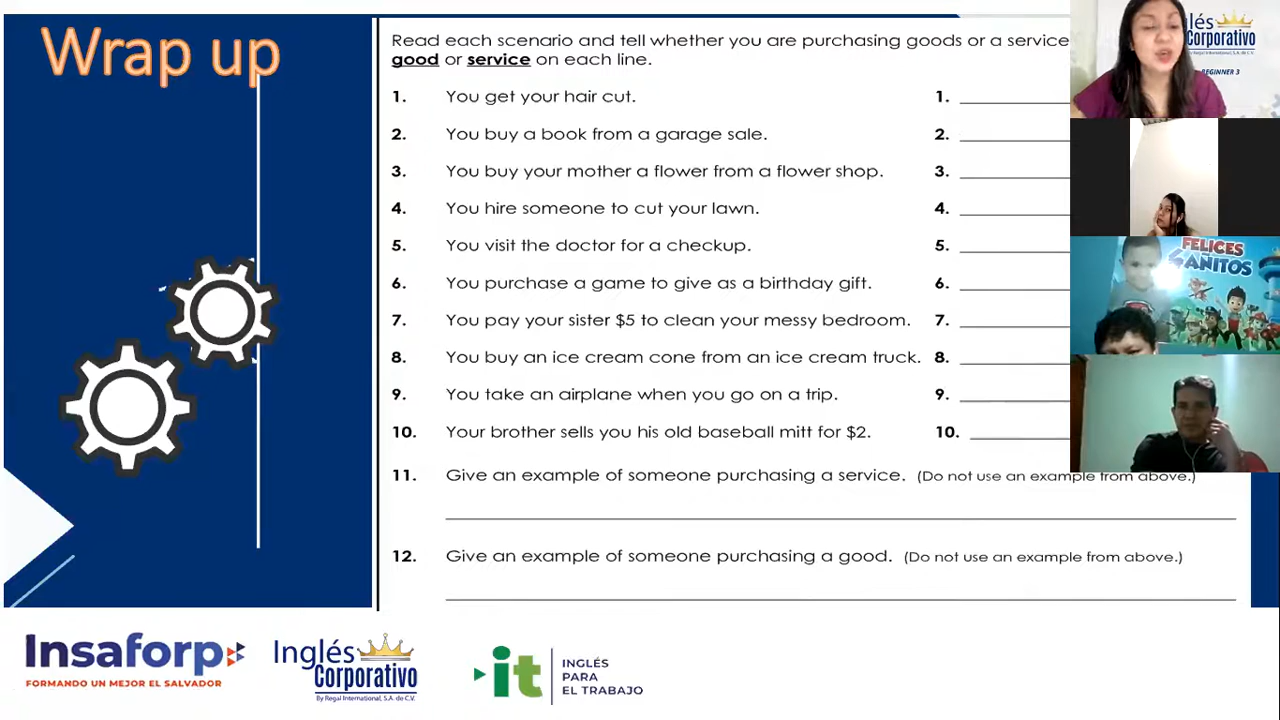 Wrap up
Read each scenario and tell whether you are purchasing goods or a service
good or service on each line.
1. You get your hair cut. 1.
2. You buy a book from a garage sale. 2.
3. You buy your mother a flower from a flower shop. 3.
4. You hire someone to cut your lawn. 4.
5. You visit the doctor for a checkup. 5.
6. You purchase a game to give as a birthday gift. 6.
7. You pay your sister $5 to clean your messy bedroom. 7.
8. You buy an ice cream cone from an ice cream truck. 8.
9. You take an airplane when you go on a trip. 9.
10. Your brother sells you his old baseball mitt for $2. 10.
11. Give an example of someone purchasing a service. (Do not use an example from above.)
12. Give an example of someone purchasing a good. (Do not use an example from above.)
Corporativo
By Regal International, S.A. de C.V.
BEGINNER 3
FELICES
SANITOS
Insaforp
FORMANDO UN MEJOR EL SALVADOR
Inglés
Corporativo
By Regal International, S.A. de C.V.
it
INGLÉS
PARA
EL TRABAJO